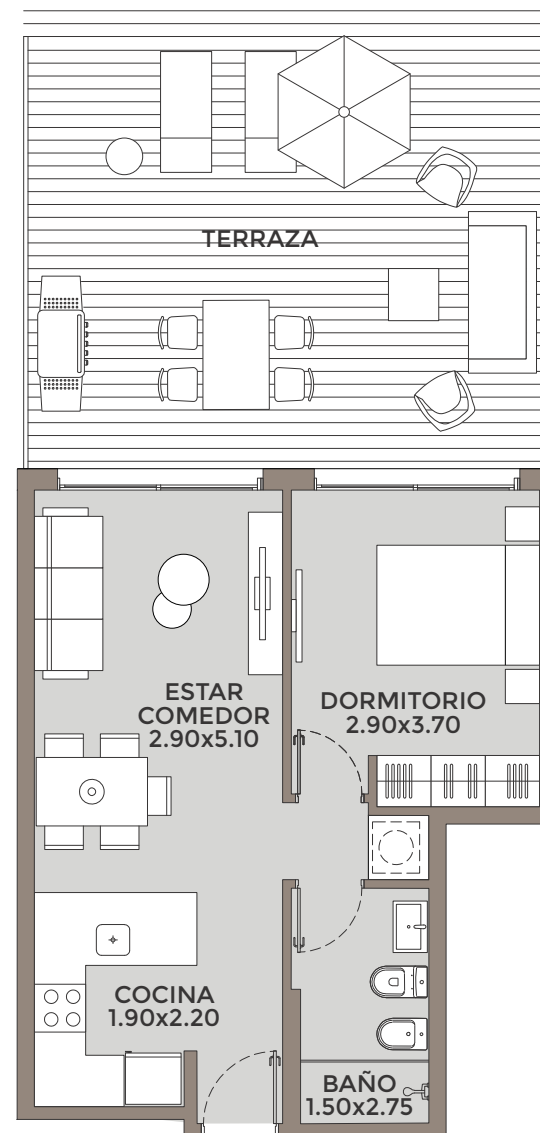 TERRAZA
ESTAR
COMEDOR
2.90x5.10
DORMITORIO
2.90x3.70
COCINA
1.90x2.20
BAÑO
1.50x2.75